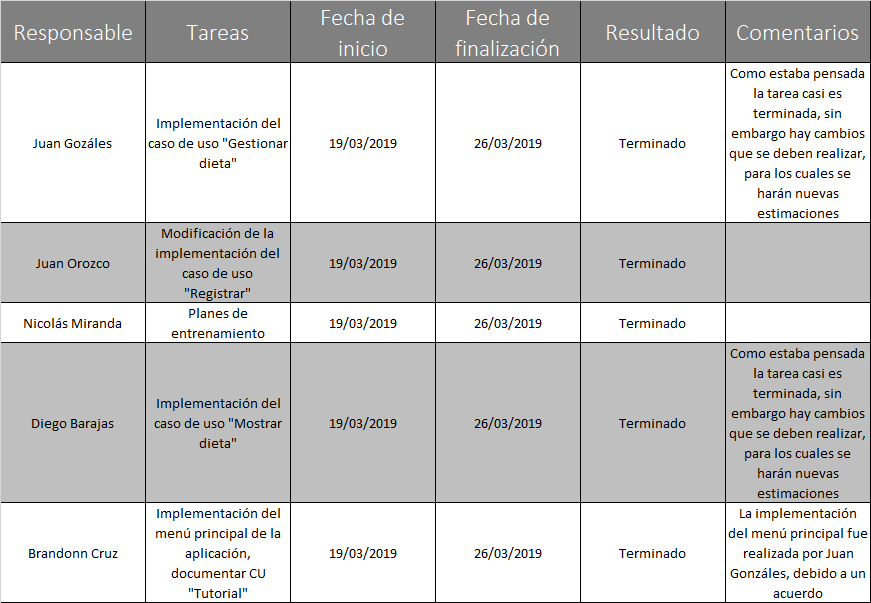 Responsable
Tareas
Fecha de
inicio
Fecha de
finalización
Resultado
Comentarios
Juan Gozáles
Implementación del
caso de uso "Gestionar
dieta"
19/03/2019
26/03/2019
Terminado
Como estaba pensada
la tarea casi es
terminada, sin
embargo hay cambios
que se deben realizar,
para los cuales se
harán nuevas
estimaciones
Juan Orozco
Modificación de la
implementación del
caso de uso
"Registrar"
19/03/2019
26/03/2019
Terminado
Nicolás Miranda
Planes de
entrenamiento
19/03/2019
26/03/2019
Terminado
Diego Barajas
Implementación del
caso de uso "Mostrar
dieta"
19/03/2019
26/03/2019
Terminado
Como estaba pensada
la tarea casi es
terminada, sin
embargo hay cambios
que se deben realizar,
para los cuales se
harán nuevas
estimaciones
Brandonn Cruz
Implementación del
menú principal de la
aplicación,
documentar CU
"Tutorial"
19/03/2019
26/03/2019
Terminado
La implementación
del menú principal fue
realizada por Juan
Gonzáles, debido a un
acuerdo